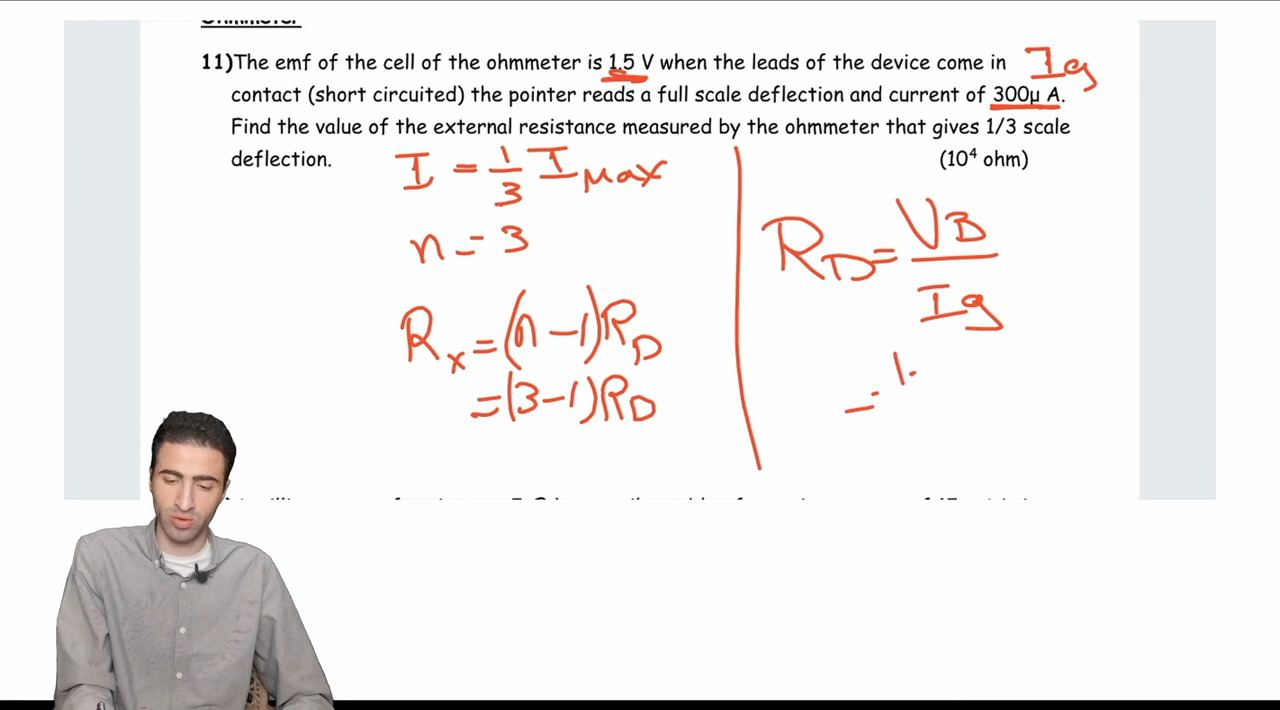 Ohmmeter
11)The emf of the cell of the ohmmeter is 1.5 V when the leads of the device come in
Ig
contact (short circuited) the pointer reads a full scale deflection and current of 300μ A.
Find the value of the external resistance measured by the ohmmeter that gives 1/3 scale
deflection. (10⁴ ohm)
I = 1/3 I Max
n = 3
Rx = (n-1)RD
= (3-1)RD
RD = VB/Ig
= 1.